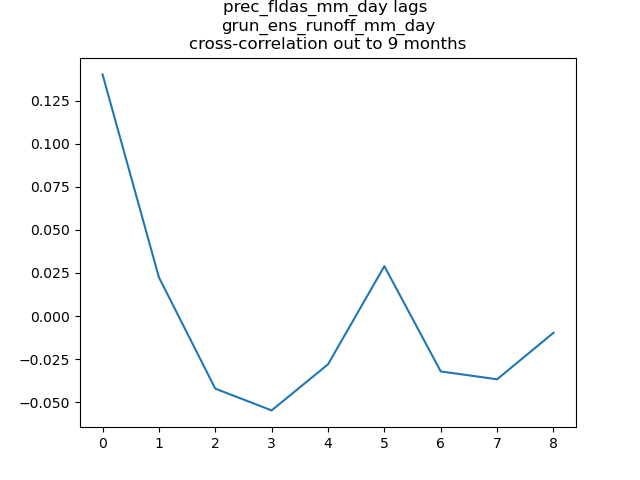 prec_fldas_mm_day lags
grun_ens_runoff_mm_day
cross-correlation out to 9 months
0.125
0.100
0.075
0.050
0.025
0.000
−0.025
−0.050
0 1 2 3 4 5 6 7 8